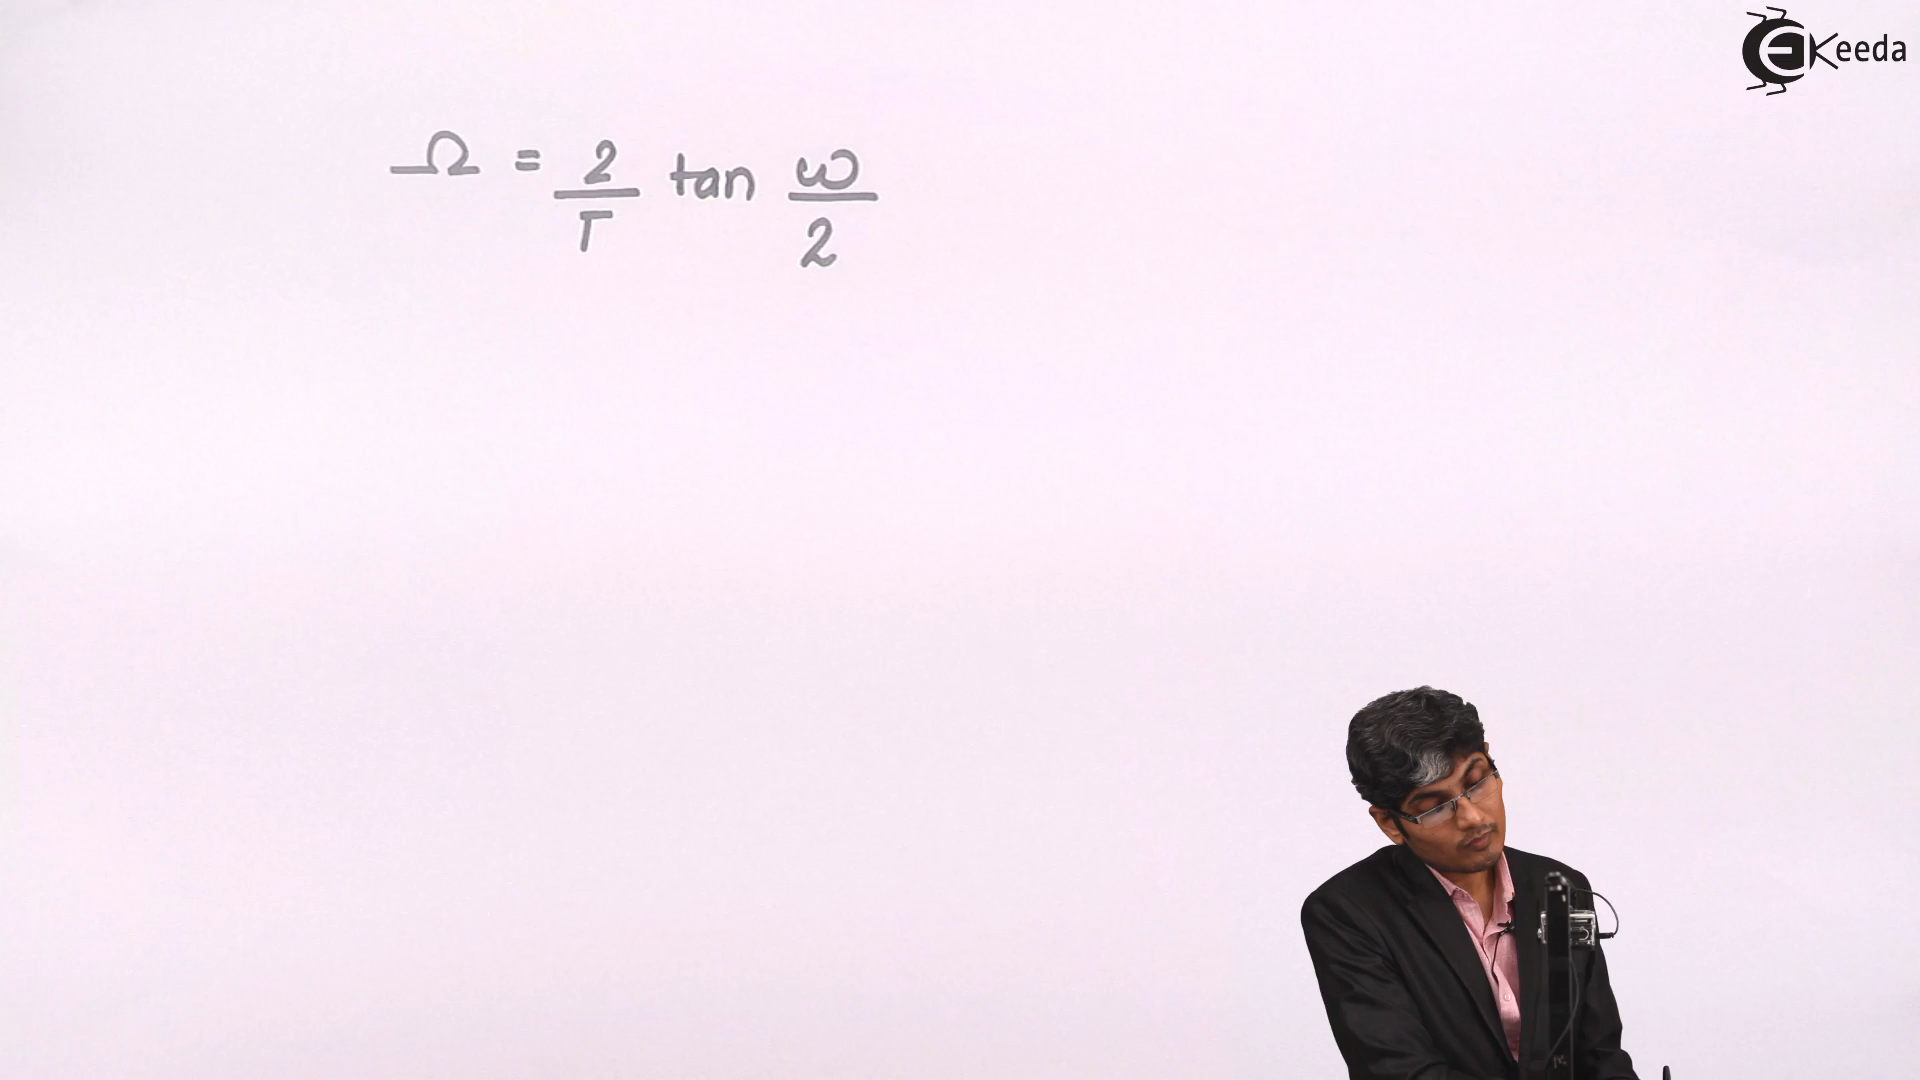 EKeeda
Ω = 2/T tan ω/2